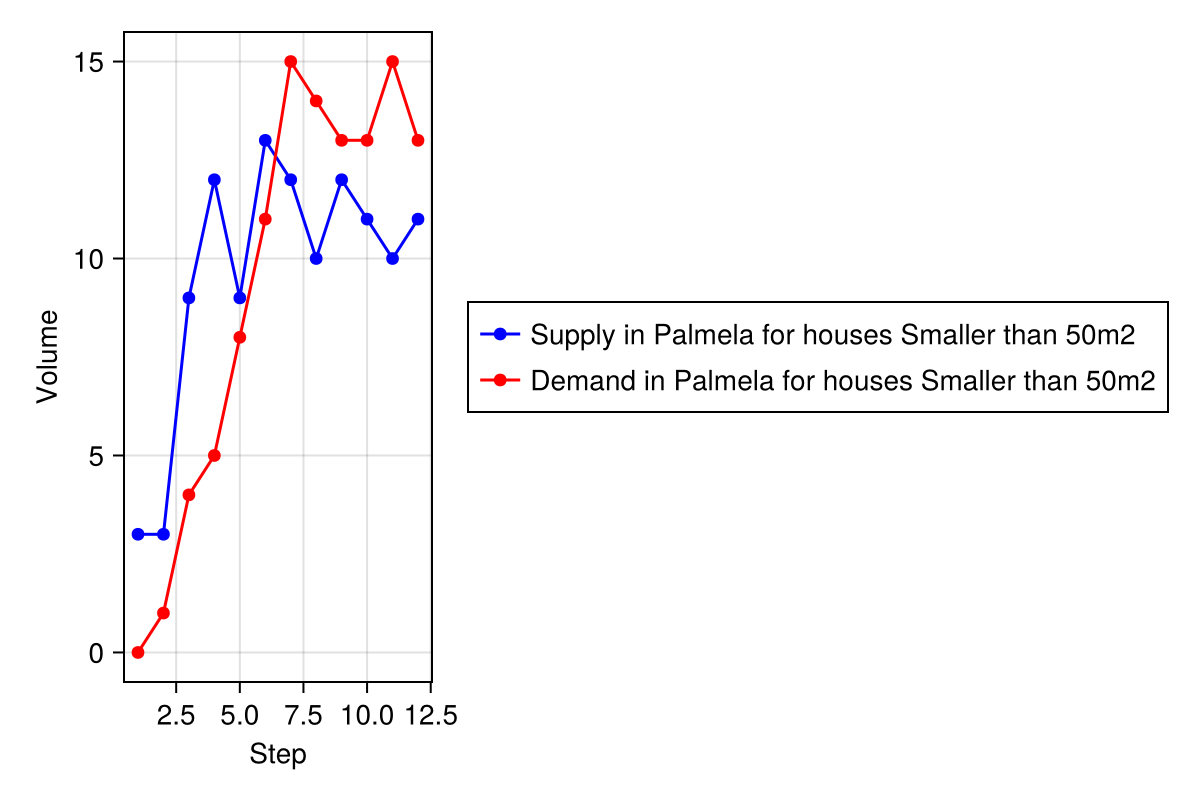 15
10
5
0
Volume
2.5 5.0 7.5 10.0 12.5
Step
Supply in Palmela for houses Smaller than 50m2
Demand in Palmela for houses Smaller than 50m2